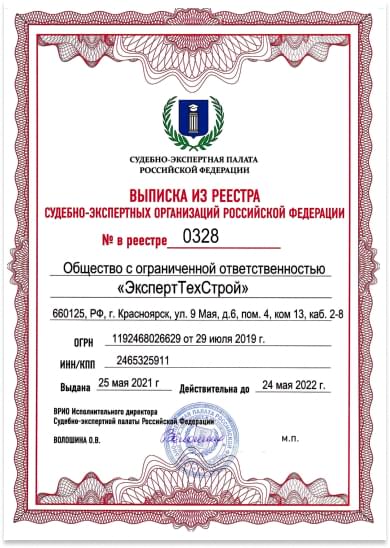 СУДЕБНО-ЭКСПЕРТНАЯ ПАЛАТА
РОССИЙСКОЙ ФЕДЕРАЦИИ
ВЫПИСКА ИЗ РЕЕСТРА
СУДЕБНО-ЭКСПЕРТНЫХ ОРГАНИЗАЦИЙ РОССИЙСКОЙ ФЕДЕРАЦИИ
№ в реестре 0328
Общество с ограниченной ответственностью
«ЭкспертТехСтрой»
660125, РФ, г. Красноярск, ул. 9 Мая, д.6, пом. 4, ком 13, каб. 2-8
ОГРН 1192468026629 от 29 июля 2019 г.
ИНН/КПП 2465325911
Выдана 25 мая 2021 г Действительна до 24 мая 2022 г.
ВРИО Исполнительного директора
Судебно-экспертной палаты Российской Федерации
ВОЛОШИНА О.В. М.П.